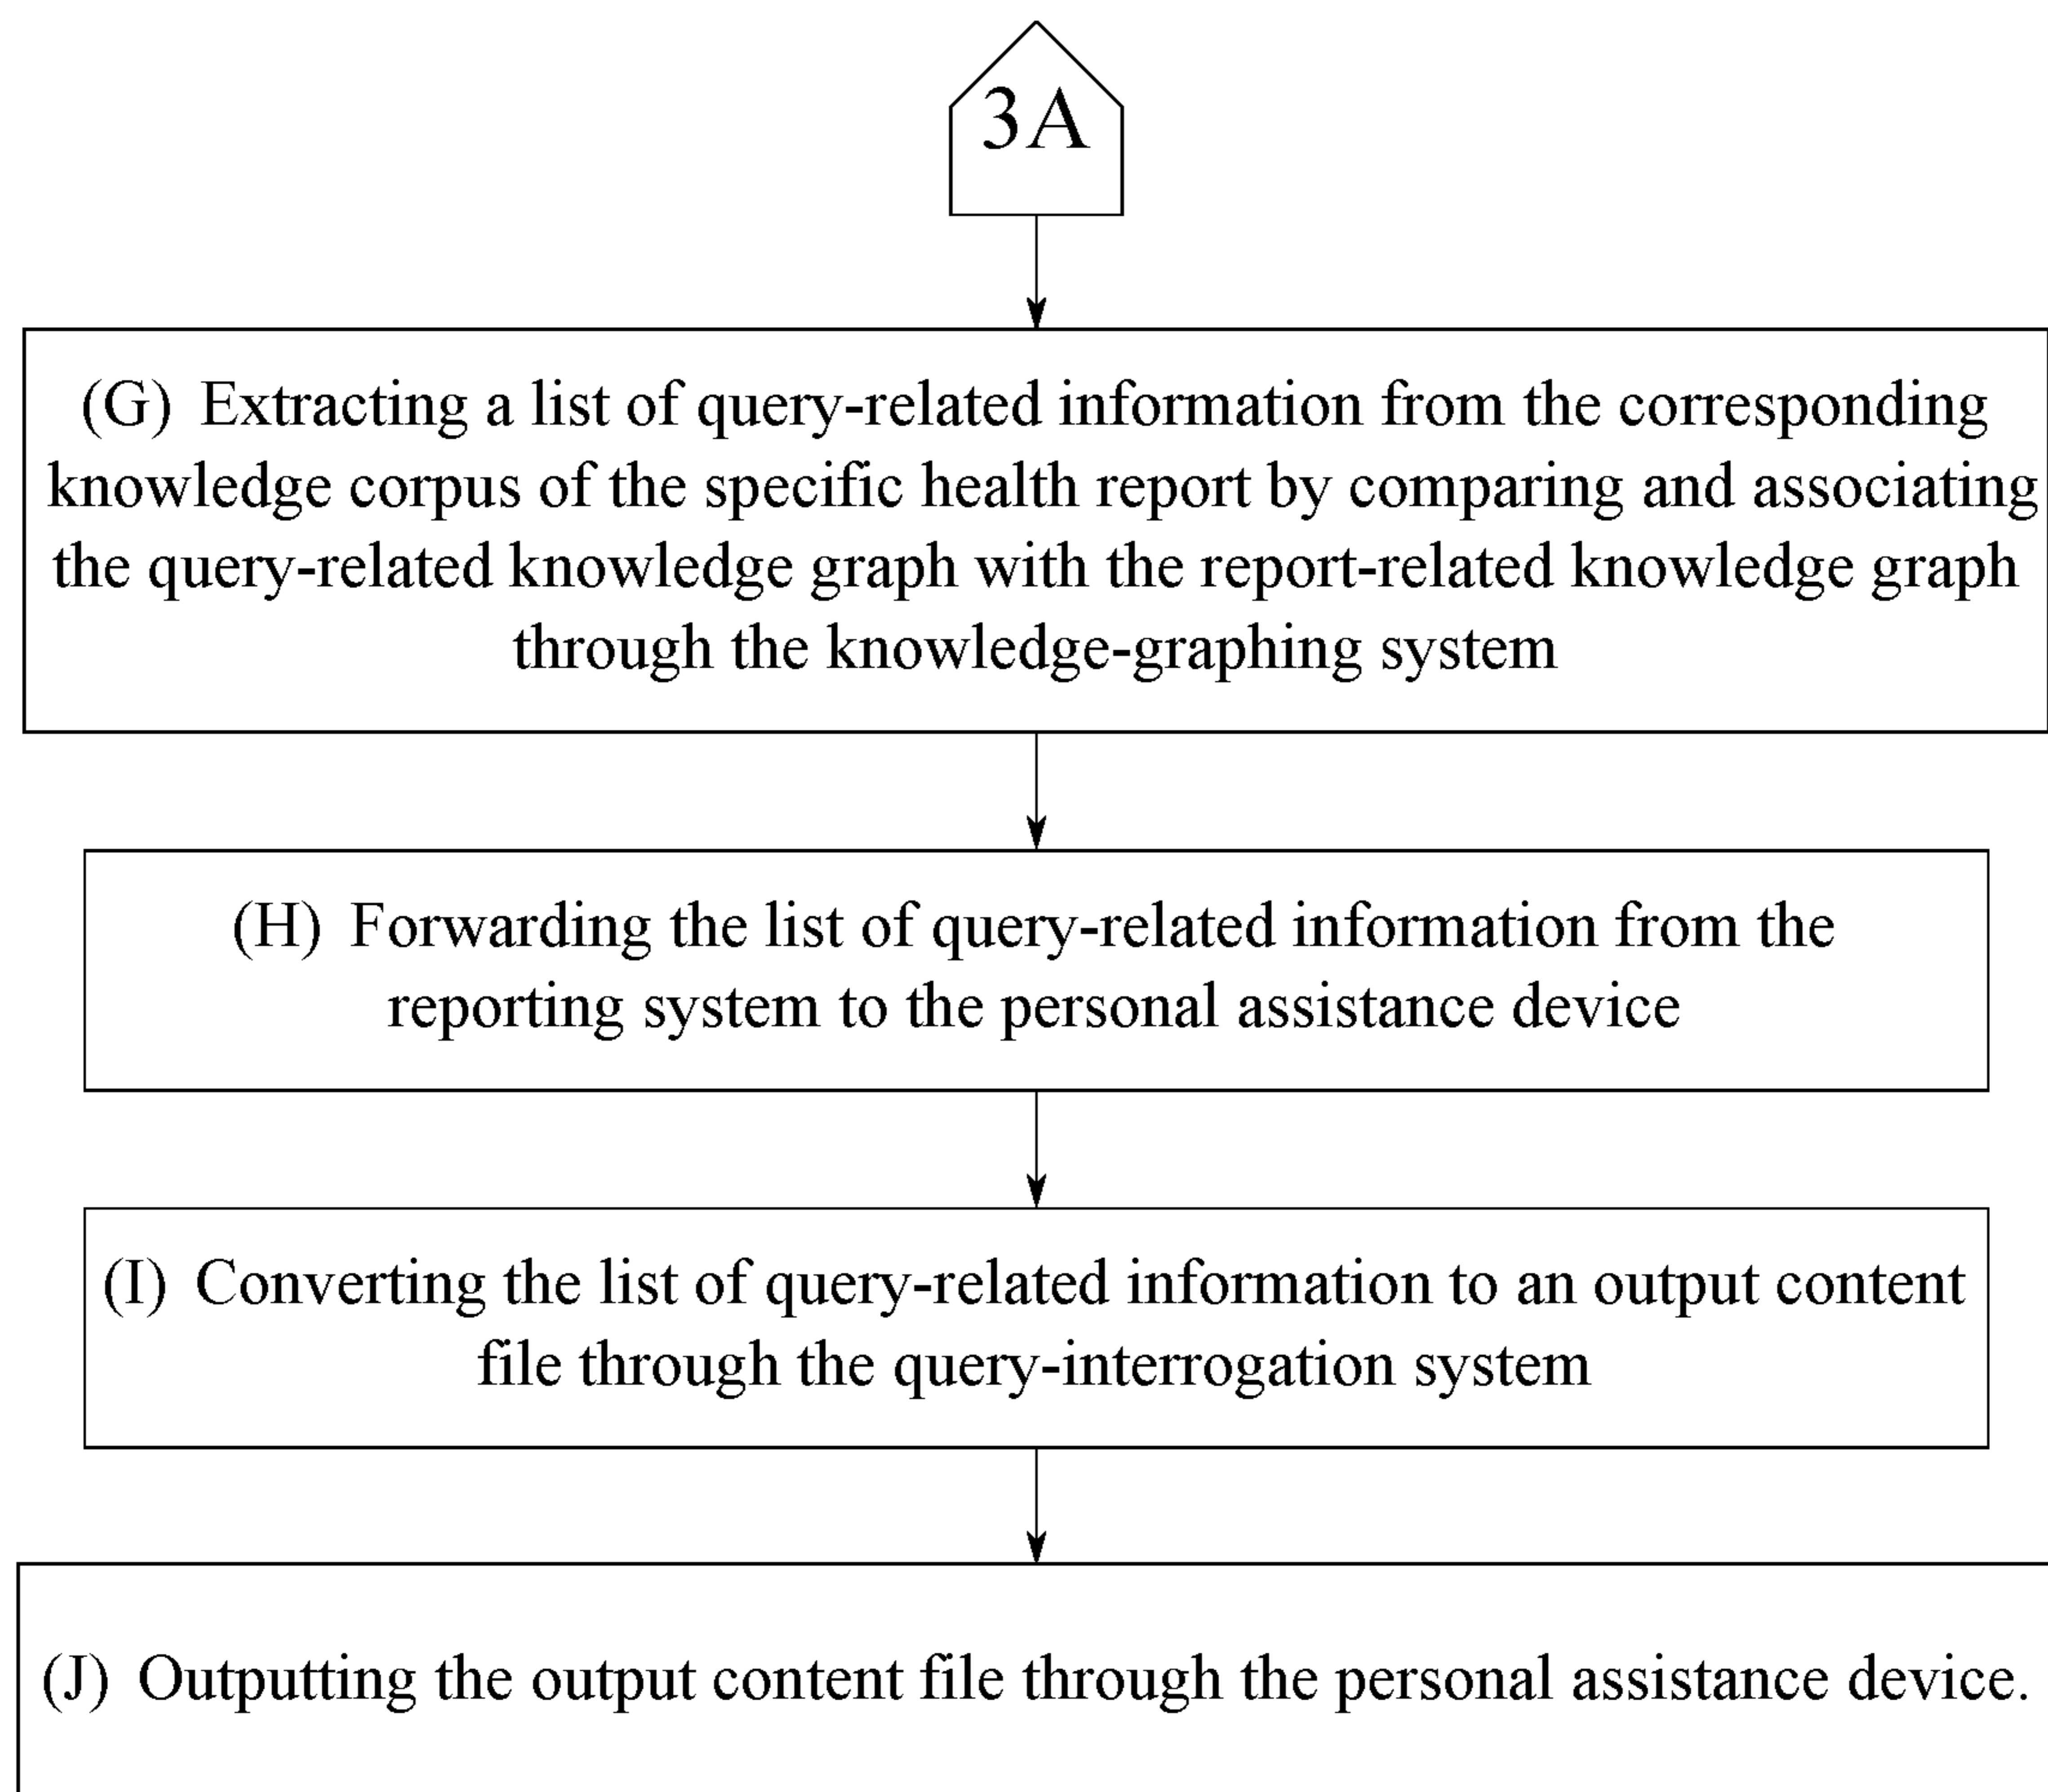 3A
(G) Extracting a list of query-related information from the corresponding
knowledge corpus of the specific health report by comparing and associating
the query-related knowledge graph with the report-related knowledge graph
through the knowledge-graphing system
(H) Forwarding the list of query-related information from the
reporting system to the personal assistance device
(I) Converting the list of query-related information to an output content
file through the query-interrogation system
(J) Outputting the output content file through the personal assistance device.